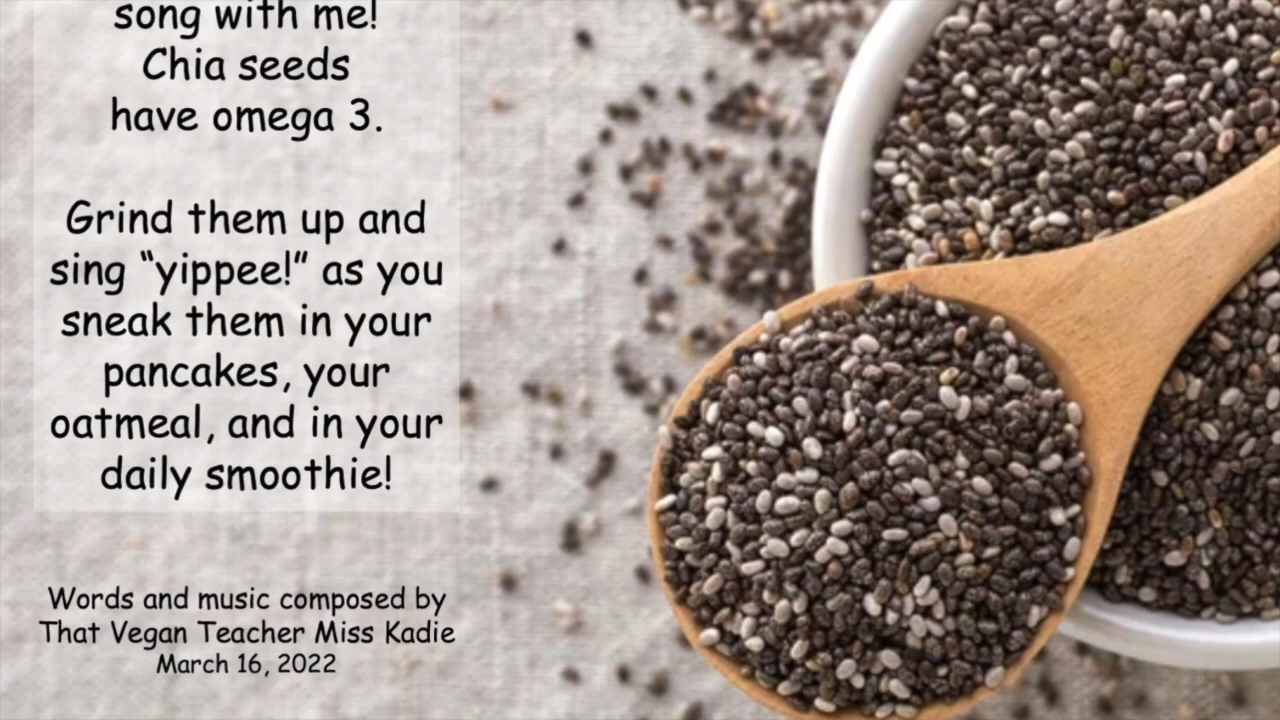 song with me!
Chia seeds
have omega 3.
Grind them up and
sing “yippee!” as you
sneak them in your
pancakes, your
oatmeal, and in your
daily smoothie!
Words and music composed by
That Vegan Teacher Miss Kadie
March 16, 2022